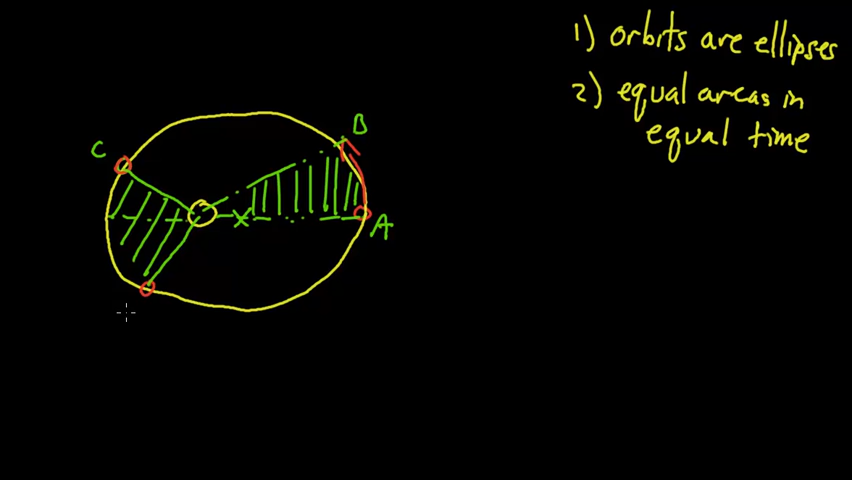 1) orbits are ellipses
2) equal areas in
equal time
B
C
X
A